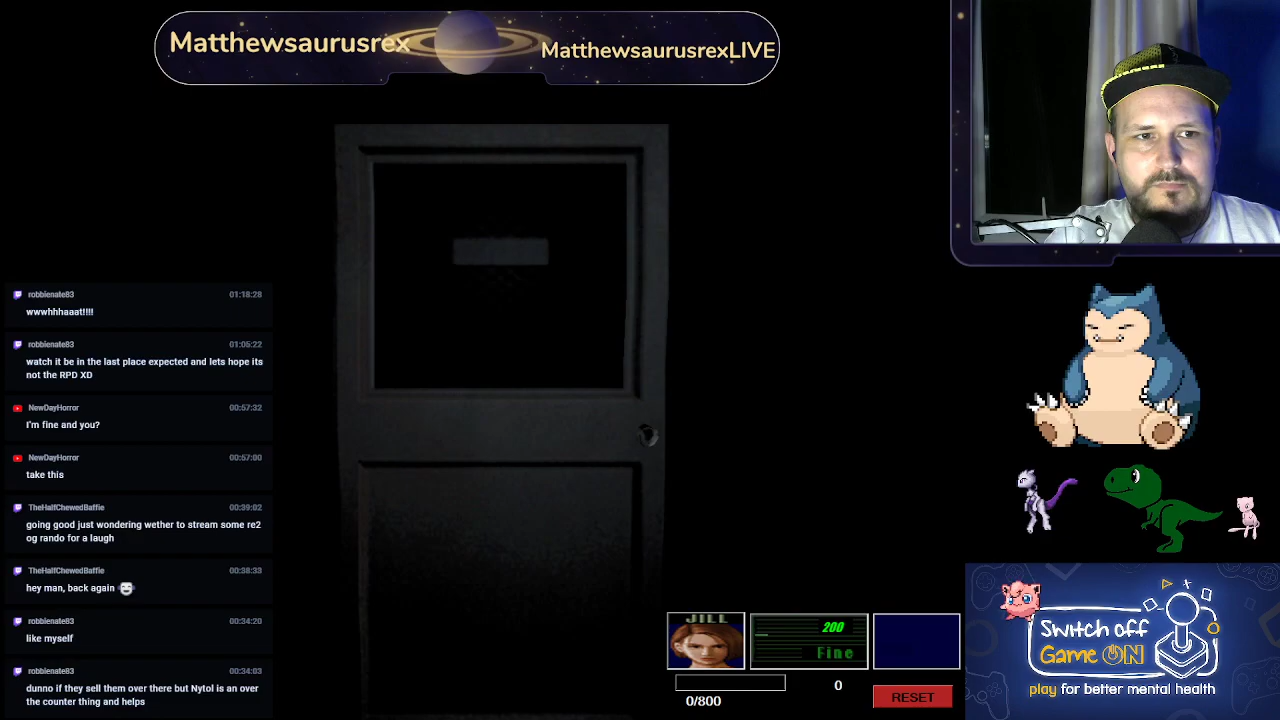 Matthewsaurusrex
MatthewsaurusrexLIVE
robbienate83 01:18:28
wwwhhhaaat!!!!
robbienate83 01:05:22
watch it be in the last place expected and lets hope its
not the RPD XD
NewDayHorror 00:57:32
I'm fine and you?
NewDayHorror 00:57:00
take this
TheHalfChewedBaffie 00:39:02
going good just wondering wether to stream some re2
og rando for a laugh
TheHalfChewedBaffie 00:38:33
hey man, back again
robbienate83 00:34:20
like myself
robbienate83 00:34:03
dunno if they sell them over there but Nytol is an over
the counter thing and helps
JILL
200
Fine
0/800
0
RESET
Switch off
Game ON
play for better mental health